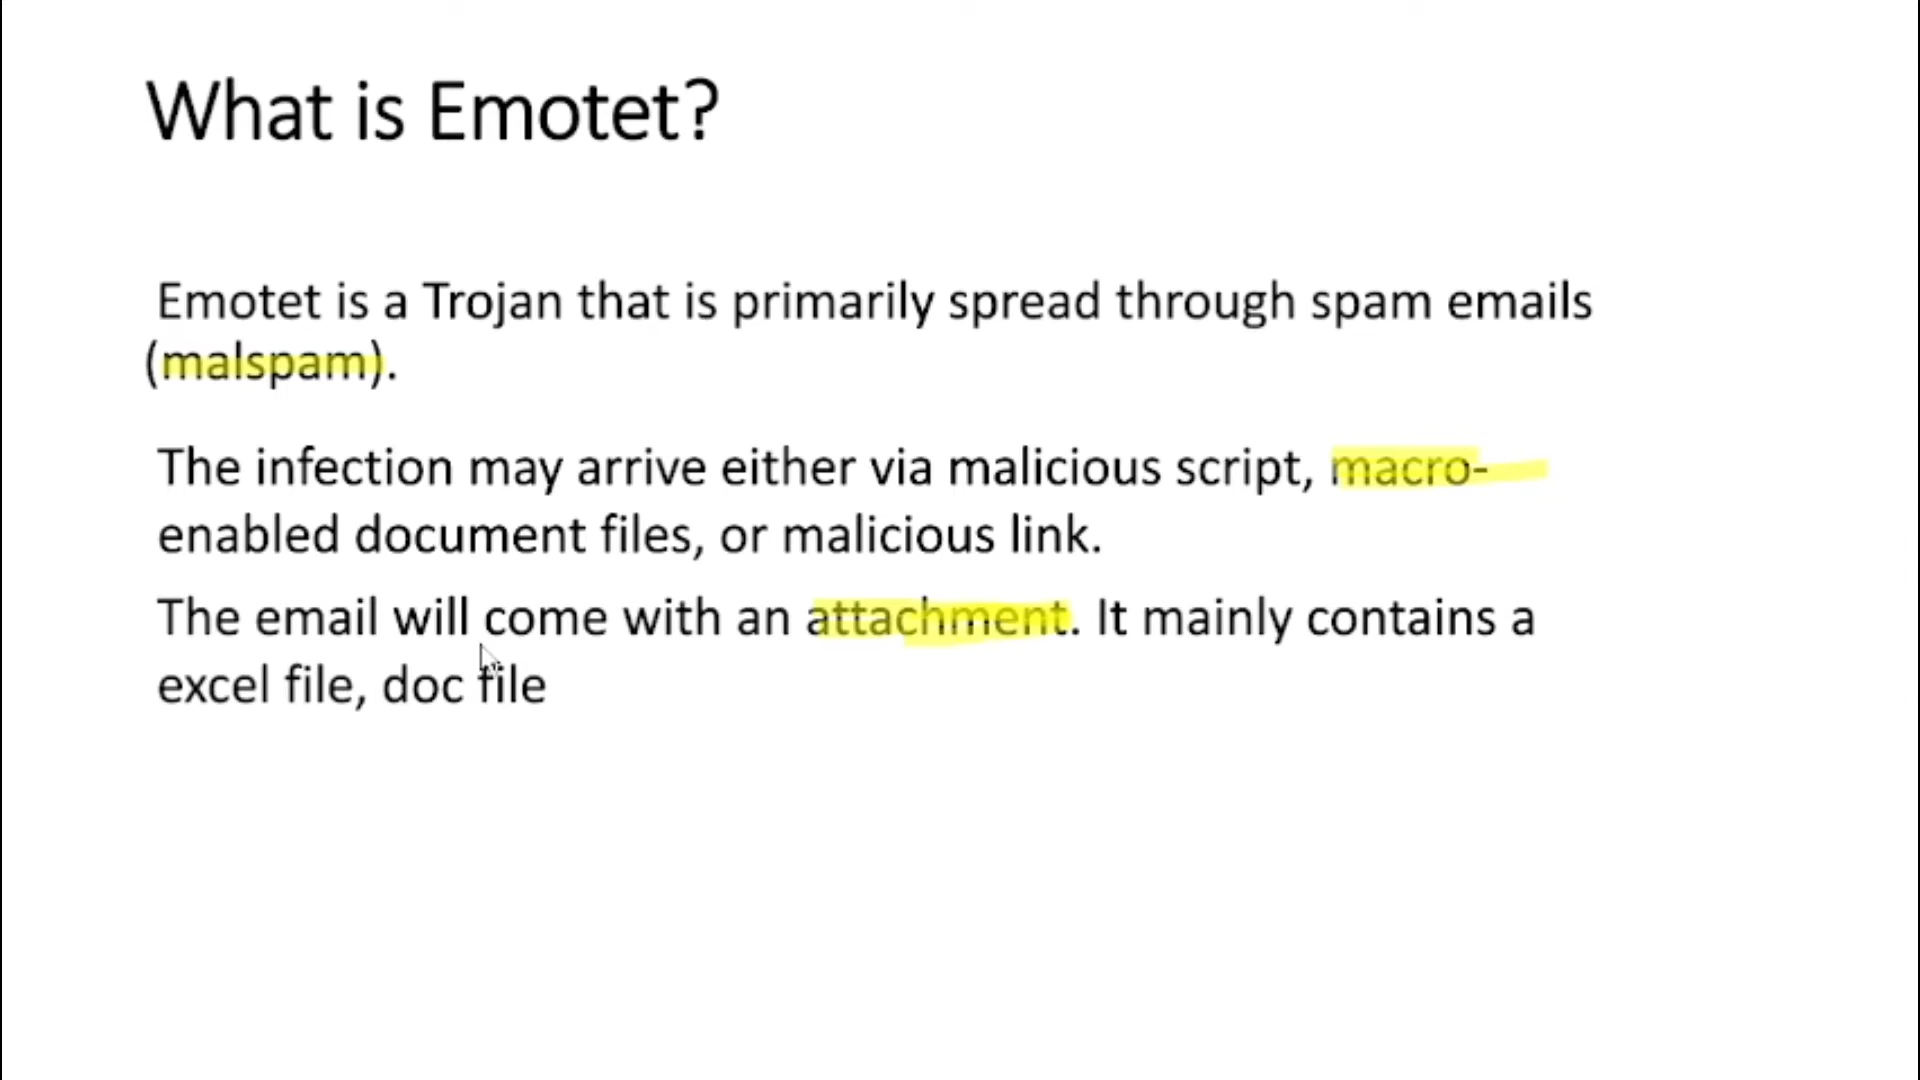 What is Emotet?
Emotet is a Trojan that is primarily spread through spam emails
(malspam).
The infection may arrive either via malicious script, macro-
enabled document files, or malicious link.
The email will come with an attachment. It mainly contains a
excel file, doc file